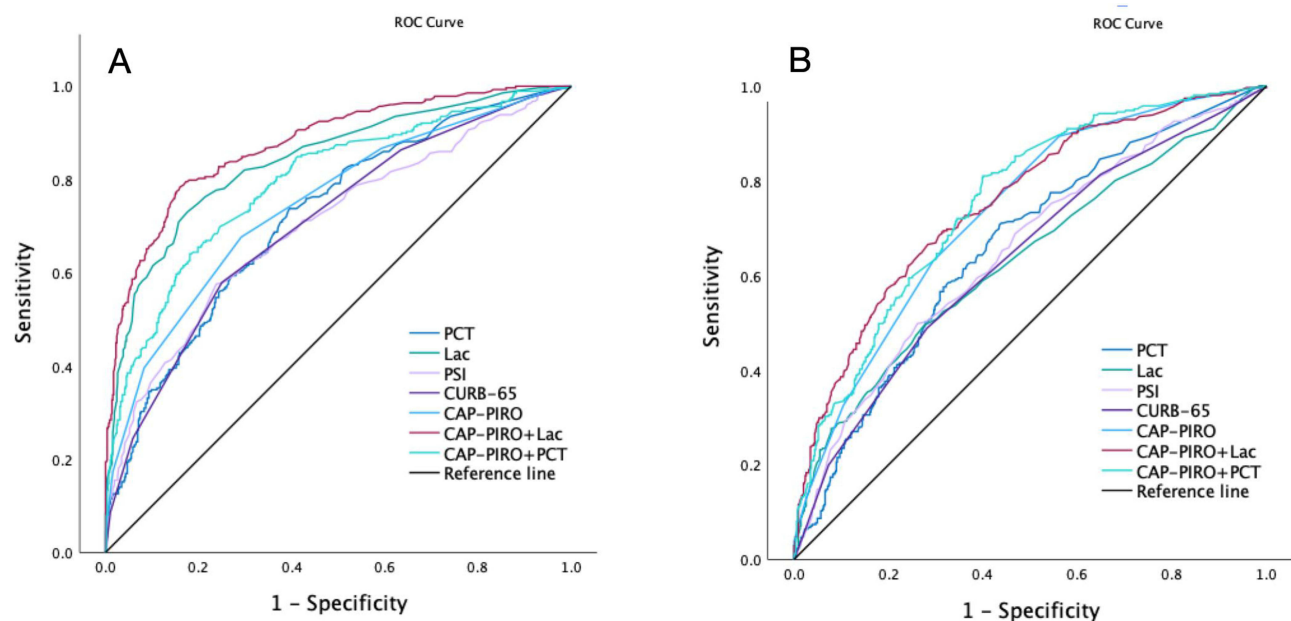 ROC Curve
A
1.0
0.8
0.6
0.4
0.2
0.0
Sensitivity
PCT
Lac
PSI
CURB-65
CAP-PIRO
CAP-PIRO+Lac
CAP-PIRO+PCT
Reference line
0.0 0.2 0.4 0.6 0.8 1.0
1 - Specificity
ROC Curve
B
1.0
0.8
0.6
0.4
0.2
0.0
Sensitivity
PCT
Lac
PSI
CURB-65
CAP-PIRO
CAP-PIRO+Lac
CAP-PIRO+PCT
Reference line
0.0 0.2 0.4 0.6 0.8 1.0
1 - Specificity